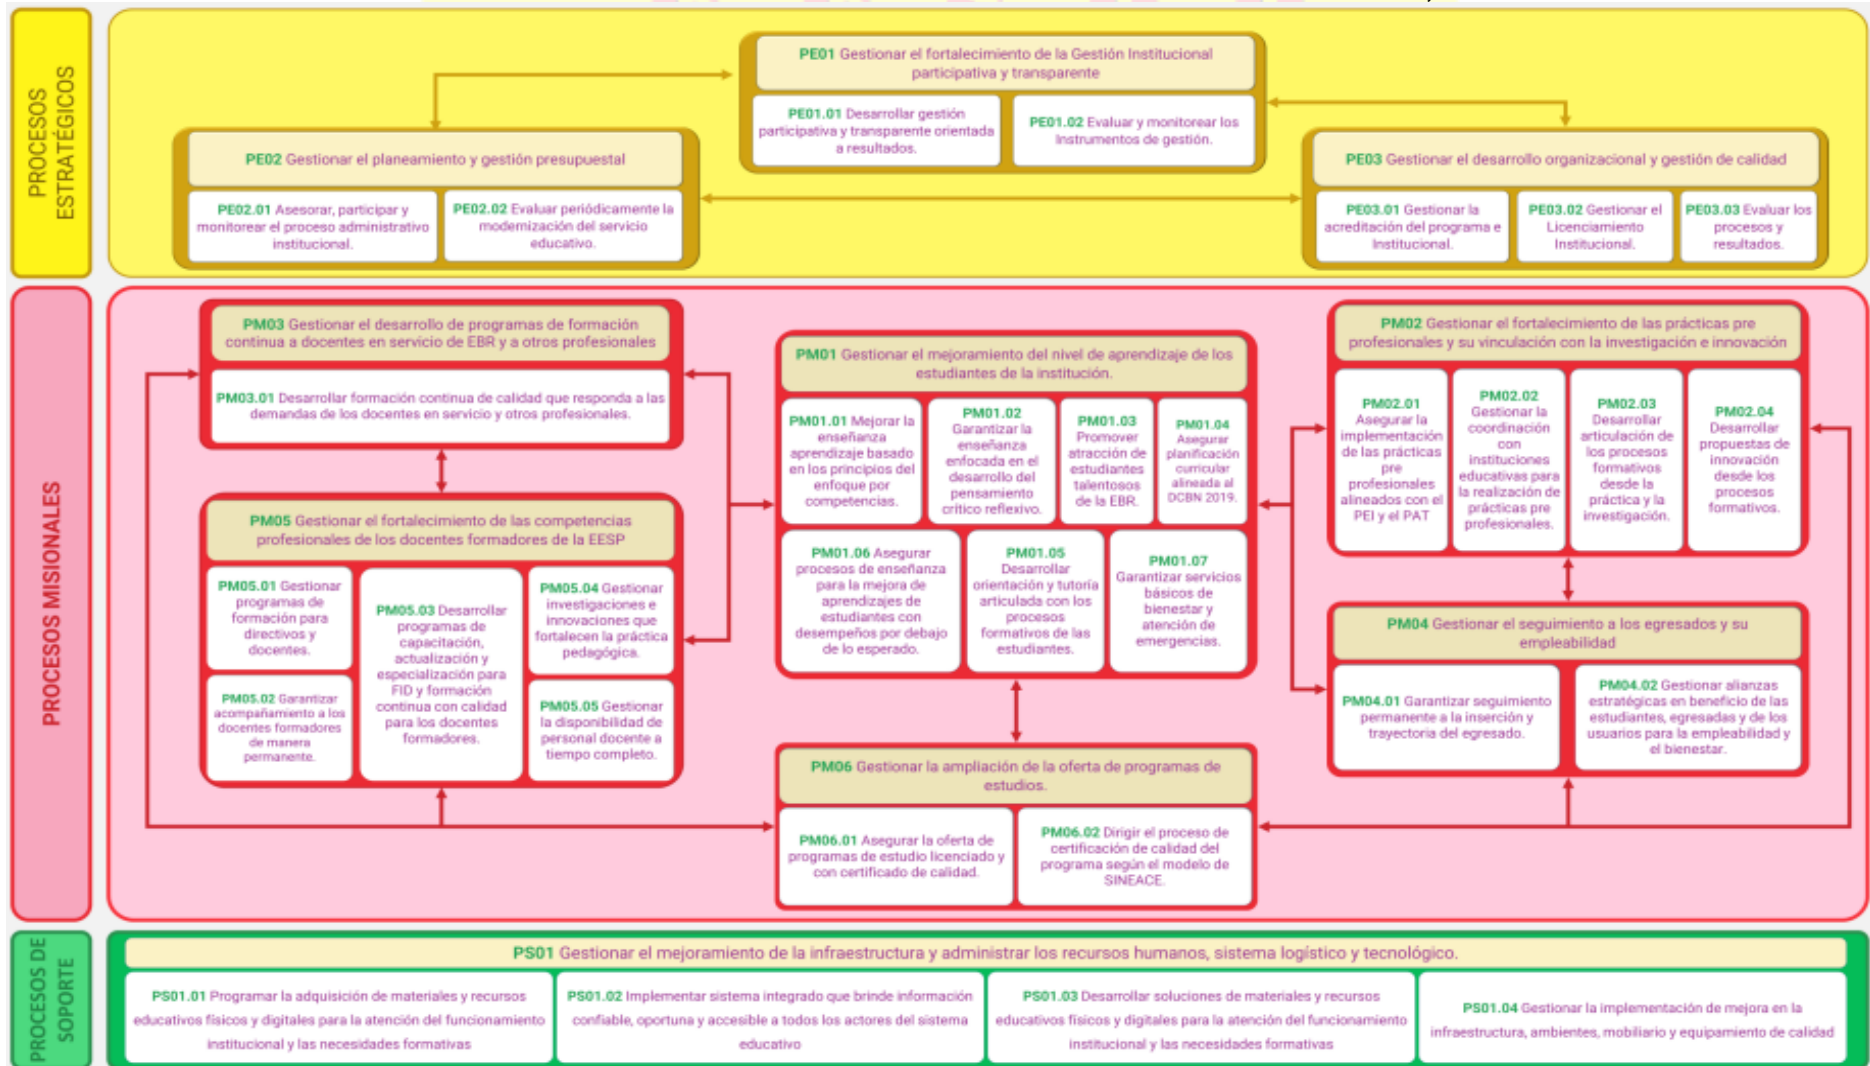 PROCESOS
ESTRATÉGICOS
PE01 Gestionar el fortalecimiento de la Gestión Institucional
participativa y transparente
PE01.01 Desarrollar gestión
participativa y transparente orientada
a resultados.
PE01.02 Evaluar y monitorear los
Instrumentos de gestión.
PE02 Gestionar el planeamiento y gestión presupuestal
PE02.01 Asesorar, participar y
monitorear el proceso administrativo
institucional.
PE02.02 Evaluar periódicamente la
modernización del servicio
educativo.
PE03 Gestionar el desarrollo organizacional y gestión de calidad
PE03.01 Gestionar la
acreditación del programa e
Institucional.
PE03.02 Gestionar el
Licenciamiento
Institucional.
PE03.03 Evaluar los
procesos y
resultados.
PROCESOS MISIONALES
PM03 Gestionar el desarrollo de programas de formación
continua a docentes en servicio de EBR y a otros profesionales
PM03.01 Desarrollar formación continua de calidad que responda a las
demandas de los docentes en servicio y otros profesionales.
PM05 Gestionar el fortalecimiento de las competencias
profesionales de los docentes formadores de la EESP
PM05.01 Gestionar
programas de
formación para
directivos y
docentes.
PM05.02 Garantizar
acompañamiento a los
docentes formadores
de manera
permanente.
PM05.03 Desarrollar
programas de
capacitación,
actualización y
especialización para
FID y formación
continua con calidad
para los docentes
formadores.
PM05.04 Gestionar
investigaciones e
innovaciones que
fortalecen la práctica
pedagógica.
PM05.05 Gestionar
la disponibilidad de
personal docente a
tiempo completo.
PM01 Gestionar el mejoramiento del nivel de aprendizaje de los
estudiantes de la institución.
PM01.01 Mejorar la
enseñanza
aprendizaje basado
en los principios del
enfoque por
competencias.
PM01.02
Garantizar la
enseñanza
enfocada en el
desarrollo del
pensamiento
crítico reflexivo.
PM01.03
Promover
atracción de
estudiantes
talentosos
de la EBR.
PM01.04
Asegurar
planificación
curricular
alineada al
DCBN 2019.
PM01.06 Asegurar
procesos de enseñanza
para la mejora de
aprendizajes de
estudiantes con
desempeños por debajo
de lo esperado.
PM01.05
Desarrollar
orientación y tutoría
articulada con los
procesos
formativos de las
estudiantes.
PM01.07
Garantizar servicios
básicos de
bienestar y
atención de
emergencias.
PM06 Gestionar la ampliación de la oferta de programas de
estudios.
PM06.01 Asegurar la oferta de
programas de estudio licenciado y
con certificado de calidad.
PM06.02 Dirigir el proceso de
certificación de calidad del
programa según el modelo de
SINEACE.
PM02 Gestionar el fortalecimiento de las prácticas pre
profesionales y su vinculación con la investigación e innovación
PM02.01
Asegurar la
implementación
de las prácticas
pre
profesionales
alineados con el
PEI y el PAT
PM02.02
Gestionar la
coordinación
con
instituciones
educativas para
la realización de
prácticas pre
profesionales.
PM02.03
Desarrollar
articulación de
los procesos
formativos
desde la
práctica y la
investigación.
PM02.04
Desarrollar
propuestas de
innovación
desde los
procesos
formativos.
PM04 Gestionar el seguimiento a los egresados y su
empleabilidad
PM04.01 Garantizar seguimiento
permanente a la inserción y
trayectoria del egresado.
PM04.02 Gestionar alianzas
estratégicas en beneficio de las
estudiantes, egresadas y de los
usuarios para la empleabilidad y
el bienestar.
PROCESOS DE
SOPORTE
PS01 Gestionar el mejoramiento de la infraestructura y administrar los recursos humanos, sistema logístico y tecnológico.
PS01.01 Programar la adquisición de materiales y recursos
educativos físicos y digitales para la atención del funcionamiento
institucional y las necesidades formativas
PS01.02 Implementar sistema integrado que brinde información
confiable, oportuna y accesible a todos los actores del sistema
educativo
PS01.03 Desarrollar soluciones de materiales y recursos
educativos físicos y digitales para la atención del funcionamiento
institucional y las necesidades formativas
PS01.04 Gestionar la implementación de mejora en la
infraestructura, ambientes, mobiliario y equipamiento de calidad